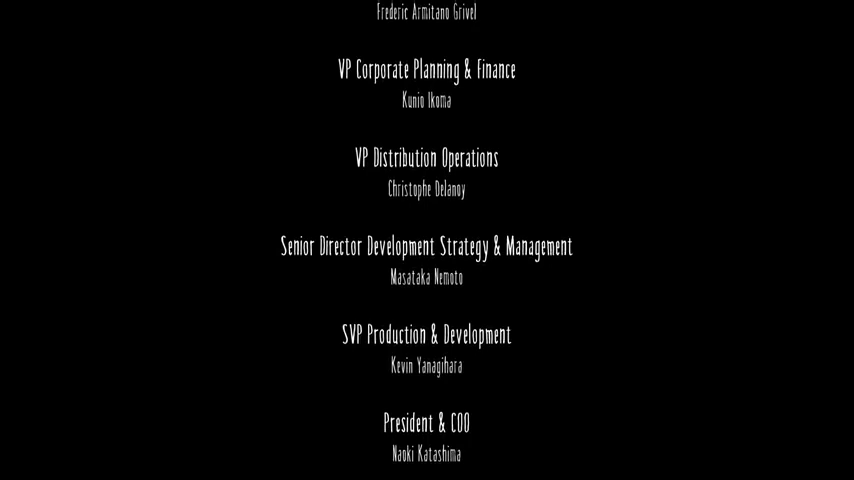 Frederic Armitano Grivel
VP Corporate Planning & Finance
Kunio Ikoma
VP Distribution Operations
Christophe Delanoy
Senior Director Development Strategy & Management
Masataka Nemoto
SVP Production & Development
Kevin Yanagihara
President & COO
Naoki Katashima